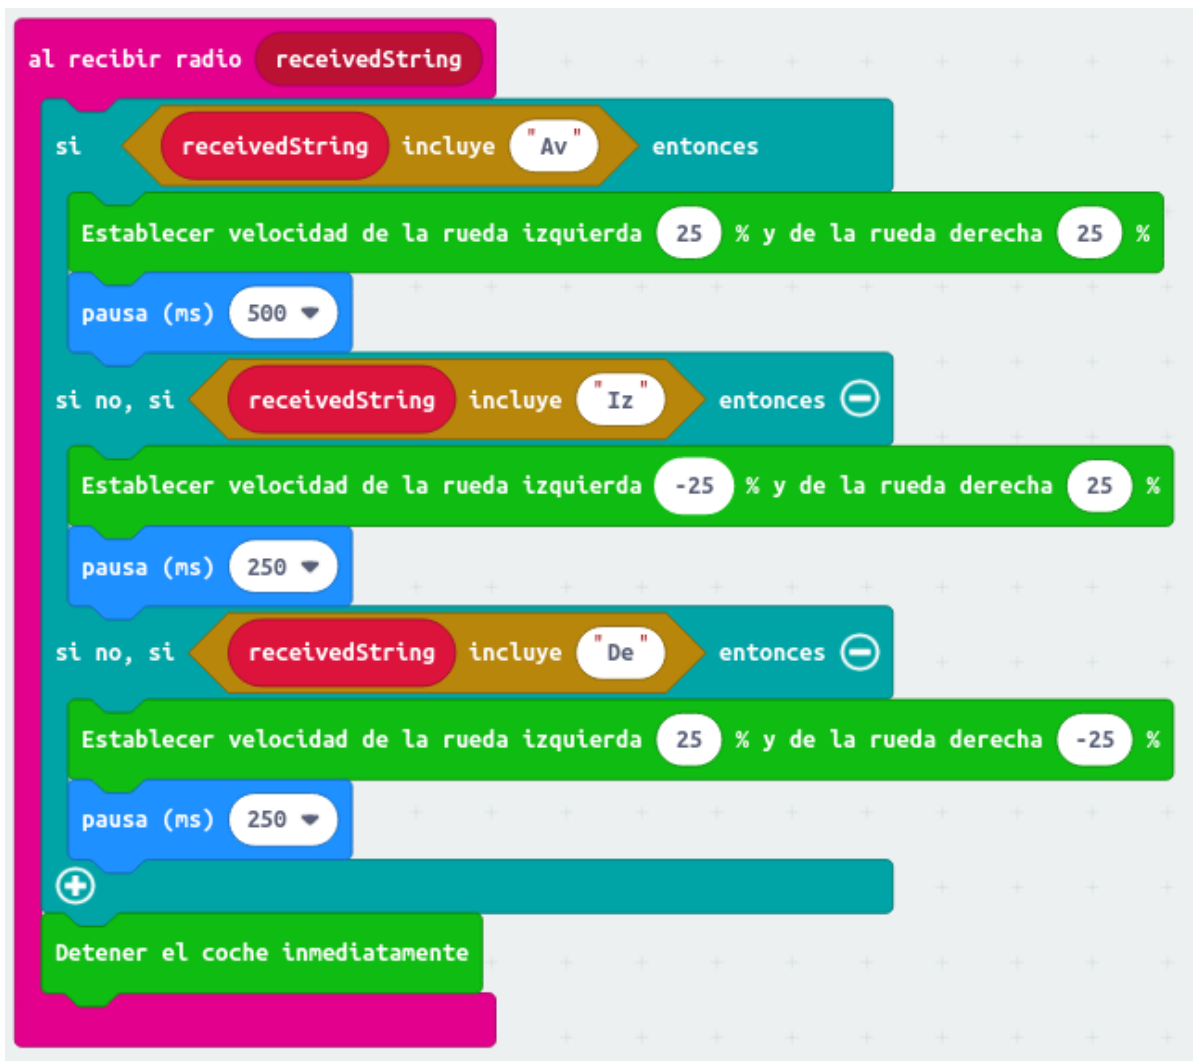 al recibir radio receivedString
si receivedString incluye "Av" entonces
Establecer velocidad de la rueda izquierda 25 % y de la rueda derecha 25 %
pausa (ms) 500
si no, si receivedString incluye "Iz" entonces
Establecer velocidad de la rueda izquierda -25 % y de la rueda derecha 25 %
pausa (ms) 250
si no, si receivedString incluye "De" entonces
Establecer velocidad de la rueda izquierda 25 % y de la rueda derecha -25 %
pausa (ms) 250
Detener el coche inmediatamente